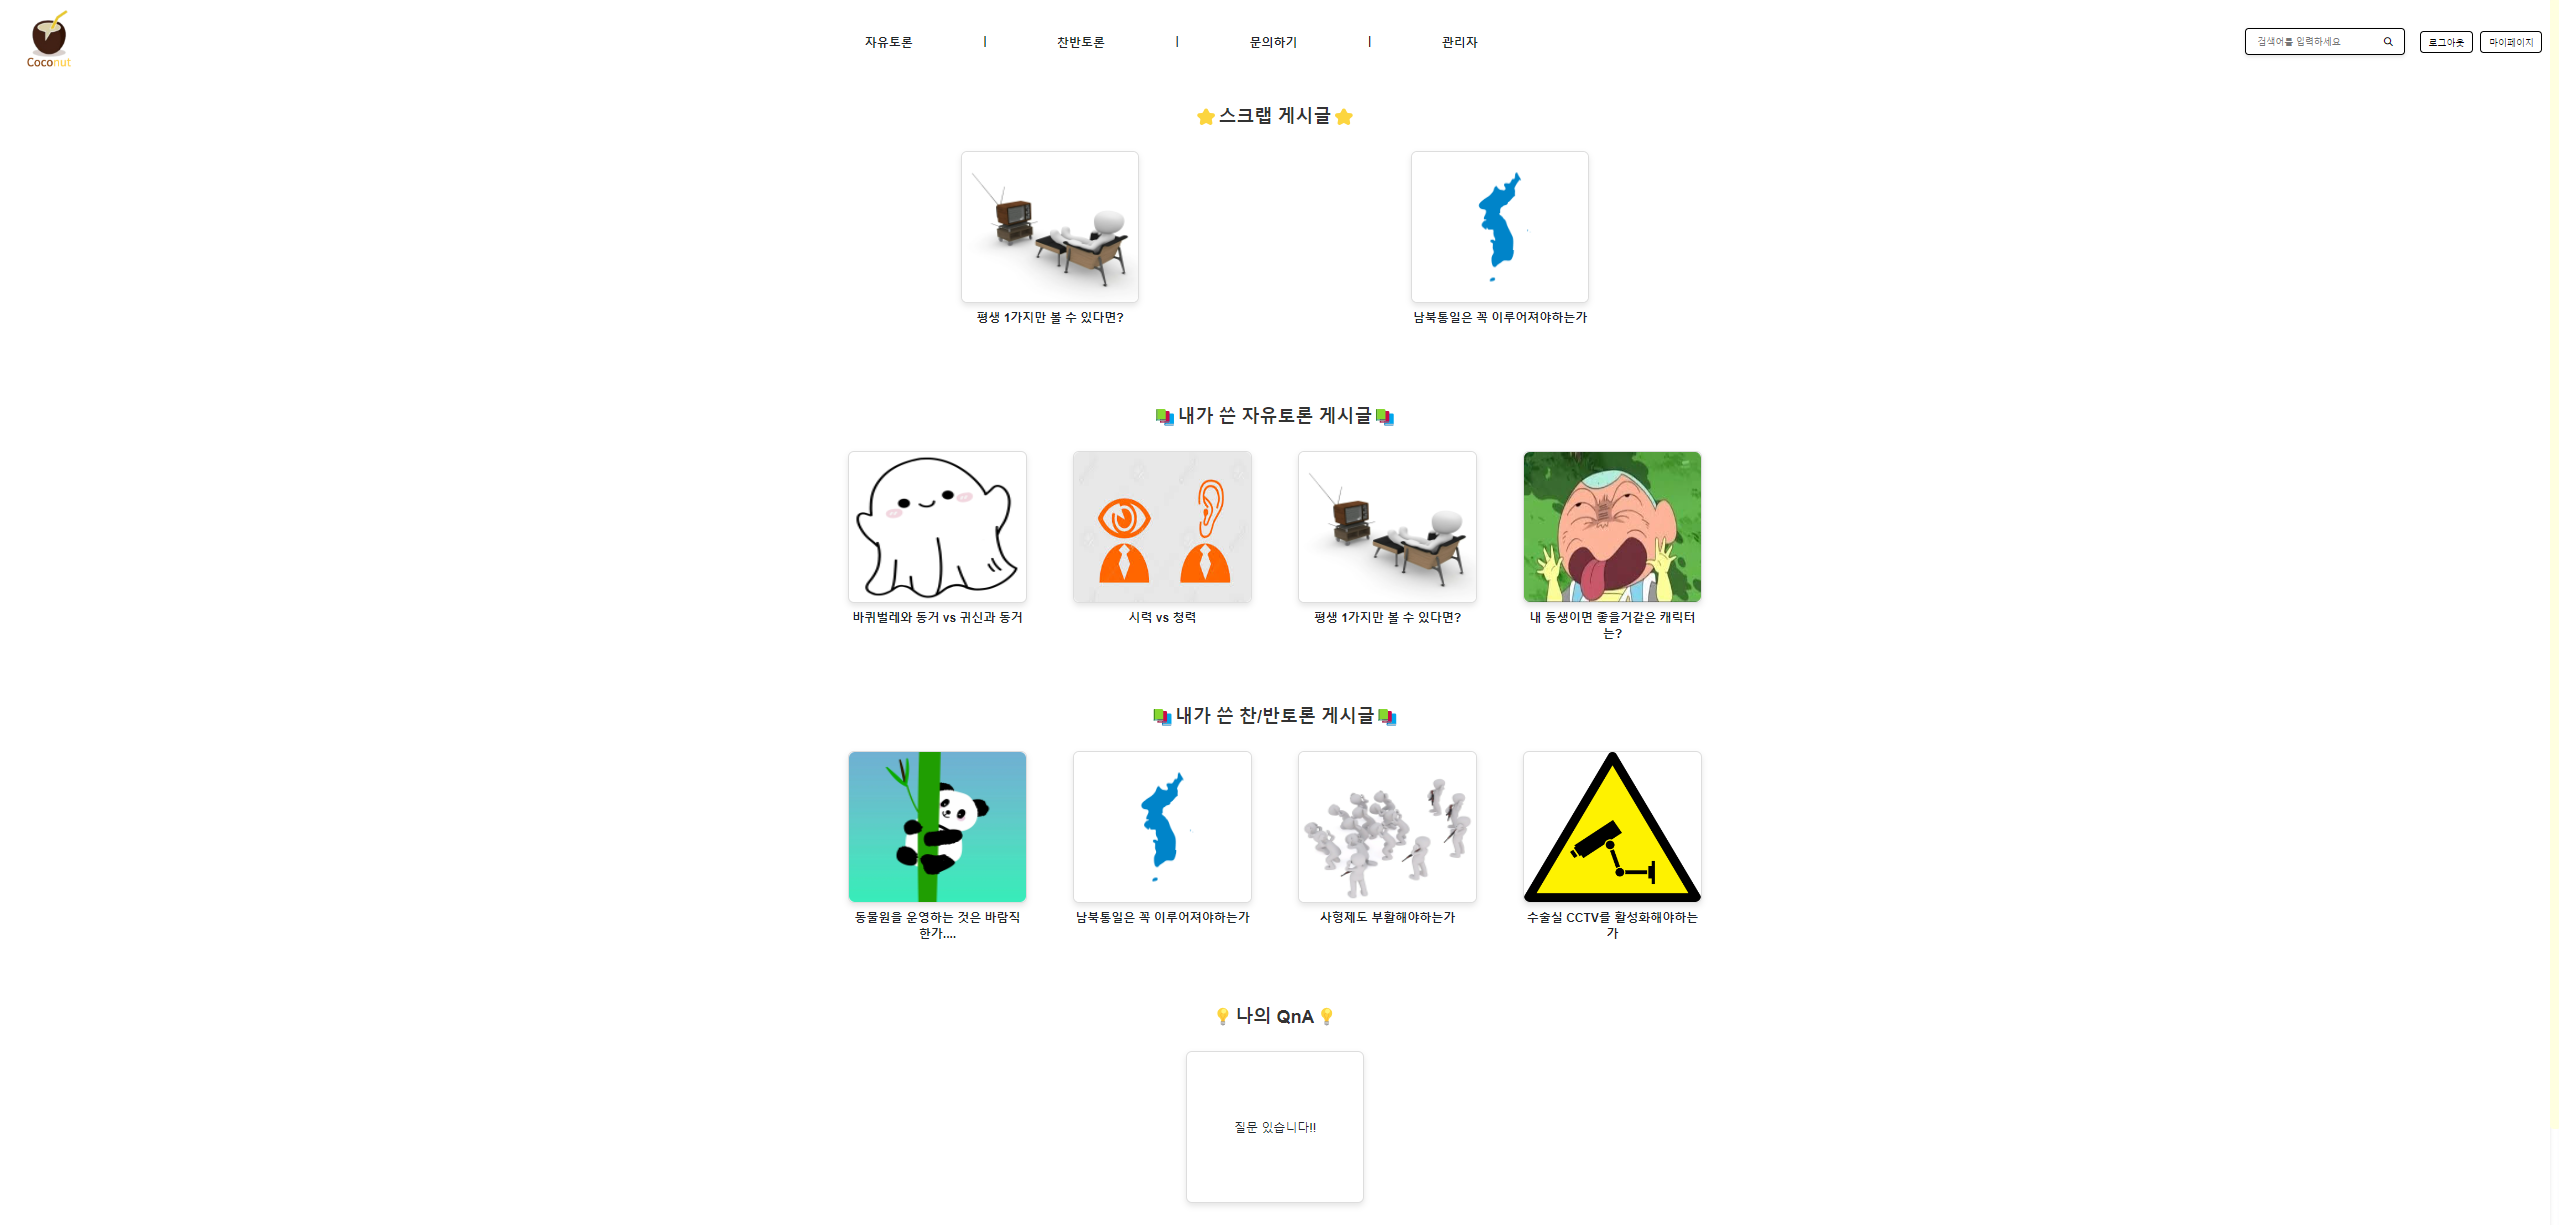 Coconut
자유토론 | 찬반토론 | 문의하기 | 관리자
검색어를 입력하세요
로그아웃
마이페이지
스크랩 게시글
평생 1가지만 볼 수 있다면?
남북통일은 꼭 이루어져야하는가
내가 쓴 자유토론 게시글
바퀴벌레와 동거 vs 귀신과 동거
시력 vs 청력
평생 1가지만 볼 수 있다면?
내 동생이면 좋을거같은 캐릭터
는?
내가 쓴 찬/반토론 게시글
동물원을 운영하는 것은 바람직
한가....
남북통일은 꼭 이루어져야하는가
사형제도 부활해야하는가
수술실 CCTV를 활성화해야하는
가
나의 QnA
질문 있습니다!!